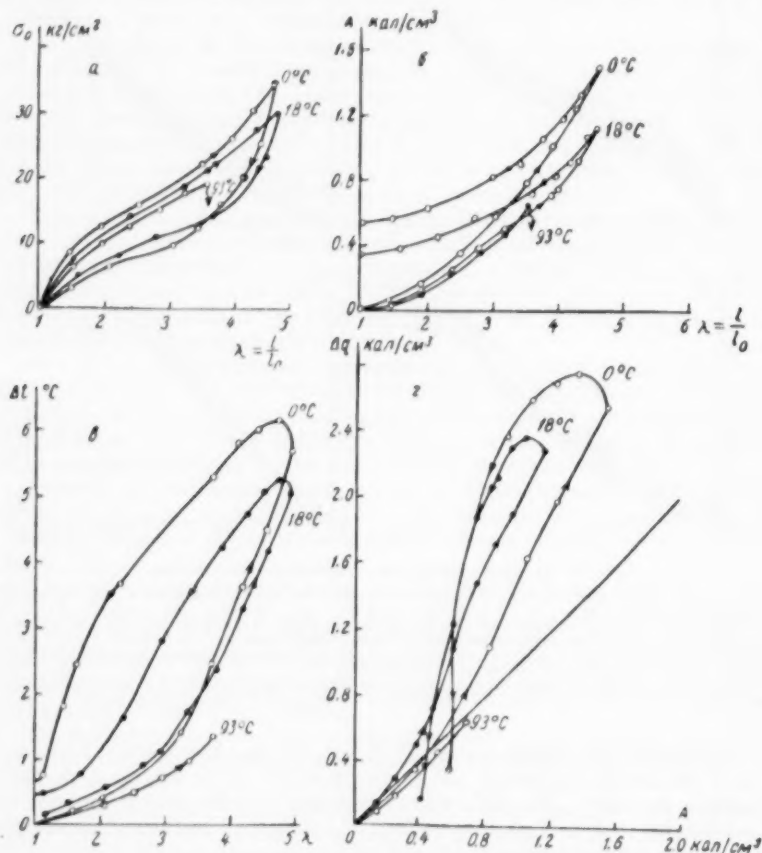 σ₀ кг/см² А кал/см³
а б
30
20
10
0
1 2 3 4 5
λ = l/l₀
0°C
18°C
93°C
1.6
1.2
0.8
0.4
0
1 2 3 4 5 6 λ = l/l₀
0°C
18°C
93°C
Δt °C
в
6
5
4
3
2
1
0
1 2 3 4 5 λ
0°C
18°C
93°C
Δq кал/см³
г
2.4
2.0
1.6
1.2
0.8
0.4
0 0.4 0.8 1.2 1.6 2.0 кал/см³
А
0°C
18°C
93°C